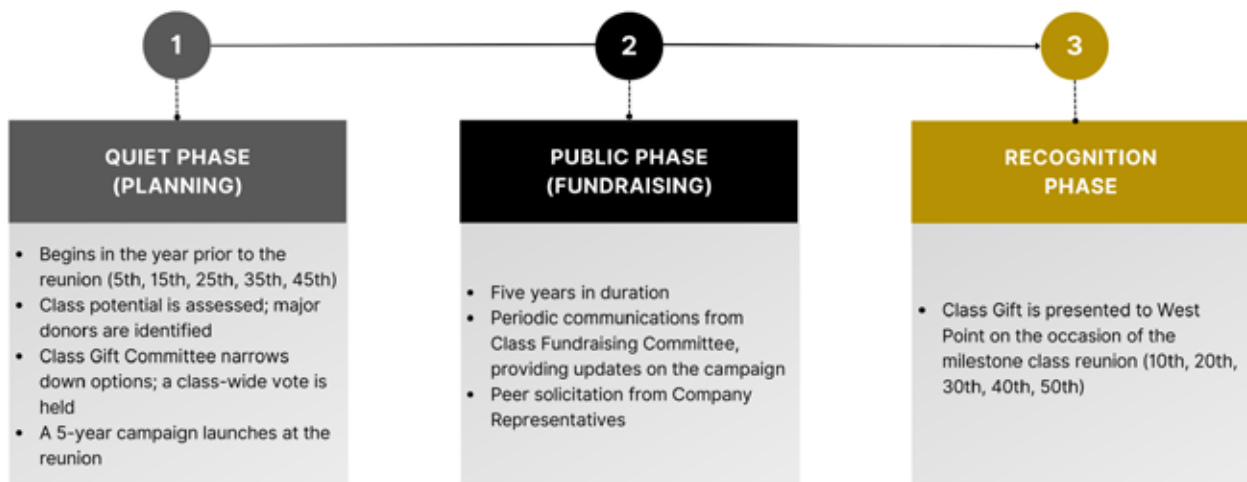 1
2
3
QUIET PHASE
(PLANNING)
• Begins in the year prior to the
reunion (5th, 15th, 25th, 35th, 45th)
• Class potential is assessed; major
donors are identified
• Class Gift Committee narrows
down options; a class-wide vote is
held
• A 5-year campaign launches at the
reunion
PUBLIC PHASE
(FUNDRAISING)
• Five years in duration
• Periodic communications from
Class Fundraising Committee,
providing updates on the campaign
• Peer solicitation from Company
Representatives
RECOGNITION
PHASE
• Class Gift is presented to West
Point on the occasion of the
milestone class reunion (10th, 20th,
30th, 40th, 50th)